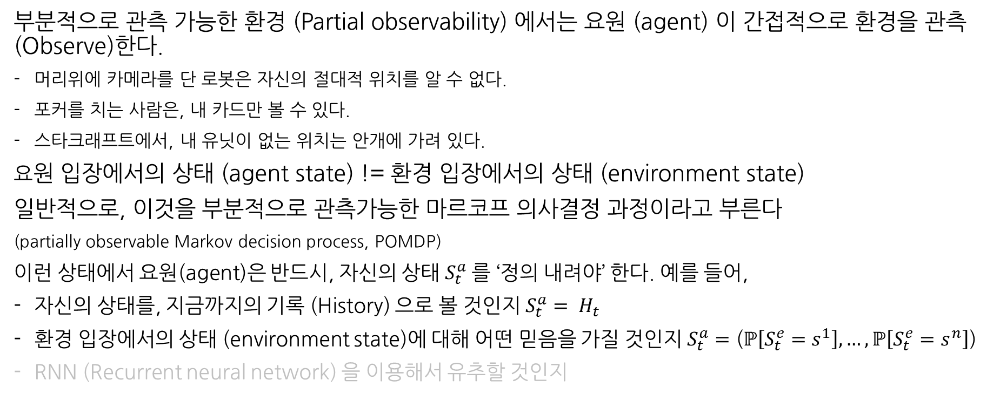 부분적으로 관측 가능한 환경 (Partial observability) 에서는 요원 (agent) 이 간접적으로 환경을 관측
(Observe)한다.
- 머리위에 카메라를 단 로봇은 자신의 절대적 위치를 알 수 없다.
- 포커를 치는 사람은, 내 카드만 볼 수 있다.
- 스타크래프트에서, 내 유닛이 없는 위치는 안개에 가려 있다.
요원 입장에서의 상태 (agent state) != 환경 입장에서의 상태 (environment state)
일반적으로, 이것을 부분적으로 관측가능한 마르코프 의사결정 과정이라고 부른다
(partially observable Markov decision process, POMDP)
이런 상태에서 요원(agent)은 반드시, 자신의 상태 $S_t^a$ 를 ‘정의 내려야’ 한다. 예를 들어,
- 자신의 상태를, 지금까지의 기록 (History) 으로 볼 것인지 $S_t^a = H_t$
- 환경 입장에서의 상태 (environment state)에 대해 어떤 믿음을 가질 것인지 $S_t^a = (\mathbb{P}[S_t^e = s^1], \ldots, \mathbb{P}[S_t^e = s^n])$
- RNN (Recurrent neural network) 을 이용해서 유추할 것인지